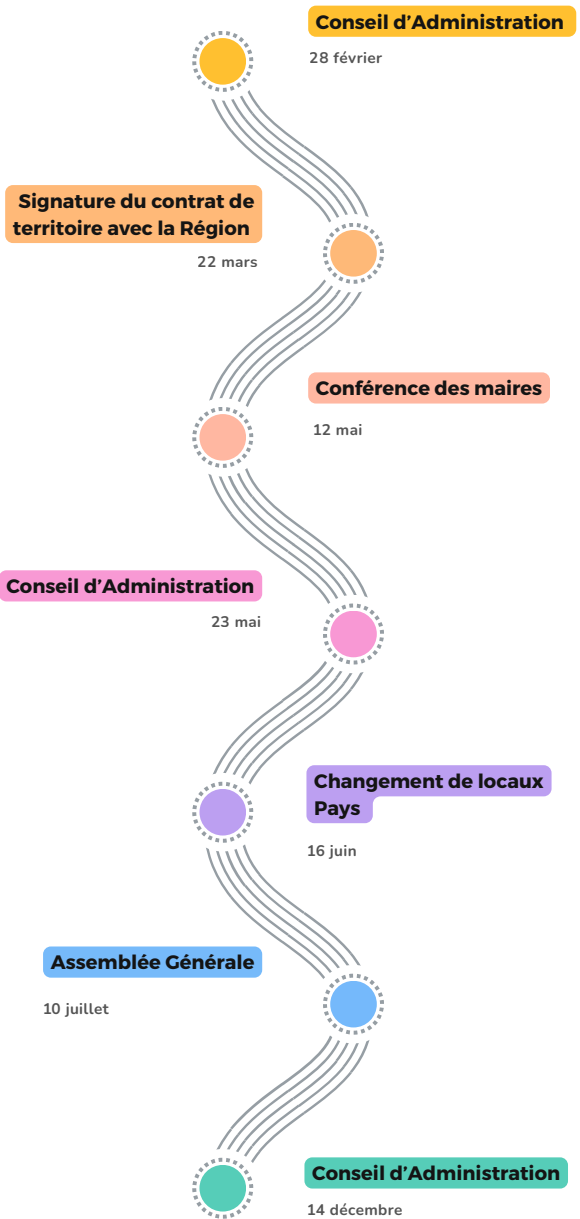 Conseil d’Administration
28 février
Signature du contrat de
territoire avec la Région
22 mars
Conférence des maires
12 mai
Conseil d’Administration
23 mai
Changement de locaux
Pays
16 juin
Assemblée Générale
10 juillet
Conseil d’Administration
14 décembre